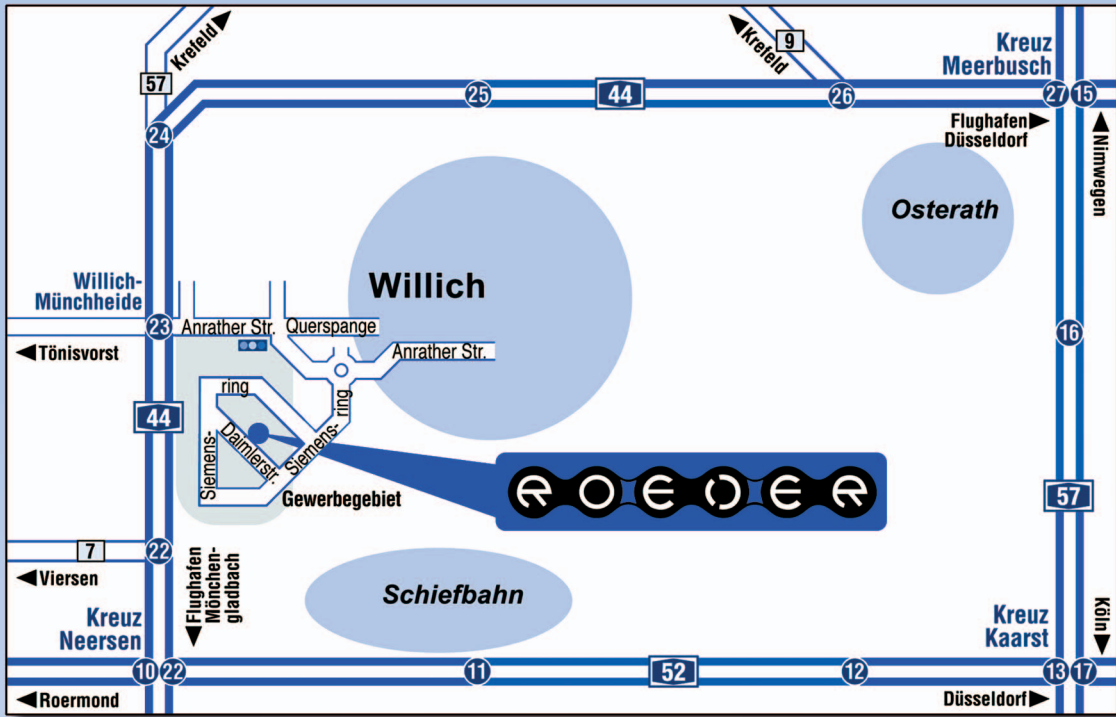 Krefeld
57
Krefeld
9
Kreuz
Meerbusch
24
25
44
26
27
15
Flughafen
Düsseldorf
Nimwegen
Osterath
Willich
Willich-
Münchheide
23
Anrather Str.
Querspange
Tönisvorst
Anrather Str.
16
44
ring
Siemens-
Daimlerstr.
Siemens-
ring
Gewerbegebiet
ROEDER
57
7
22
Viersen
Flughafen
Mönchen-
gladbach
Schiefbahn
Kreuz
Neersen
Kreuz
Kaarst
Köln
10
22
11
52
12
13
17
Roermond
Düsseldorf